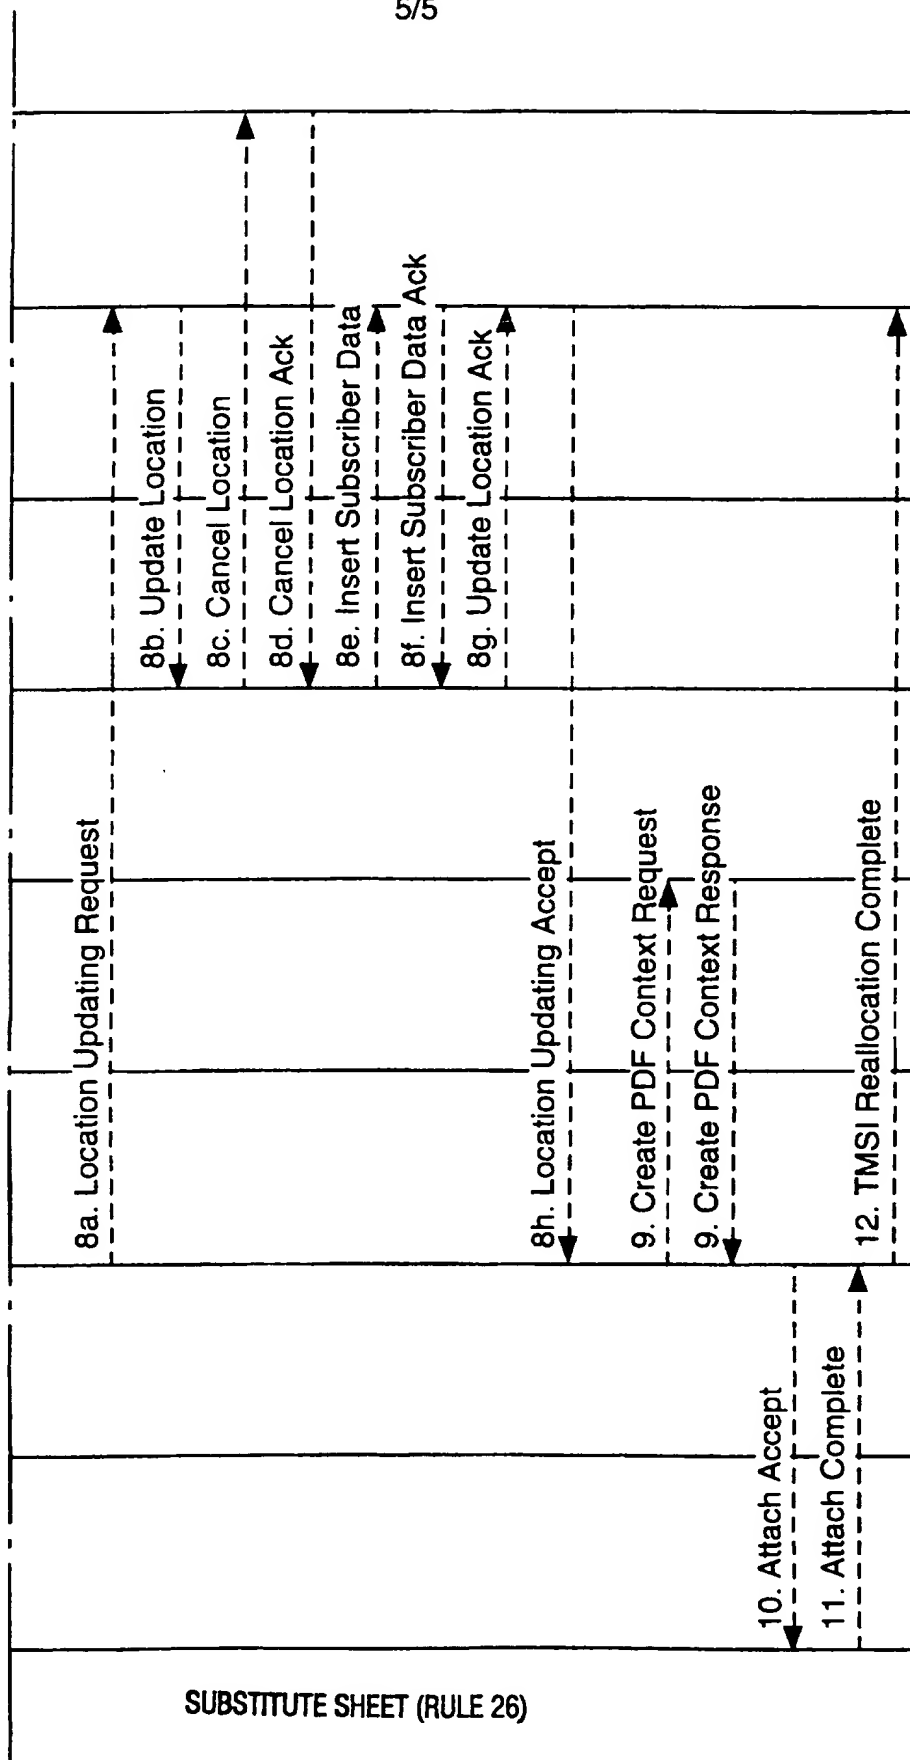 5/5
8a. Location Updating Request
8b. Update Location
8c. Cancel Location
8d. Cancel Location Ack
8e. Insert Subscriber Data
8f. Insert Subscriber Data Ack
8g. Update Location Ack
8h. Location Updating Accept
9. Create PDF Context Request
9. Create PDF Context Response
10. Attach Accept
11. Attach Complete
12. TMSI Reallocation Complete
SUBSTITUTE SHEET (RULE 26)